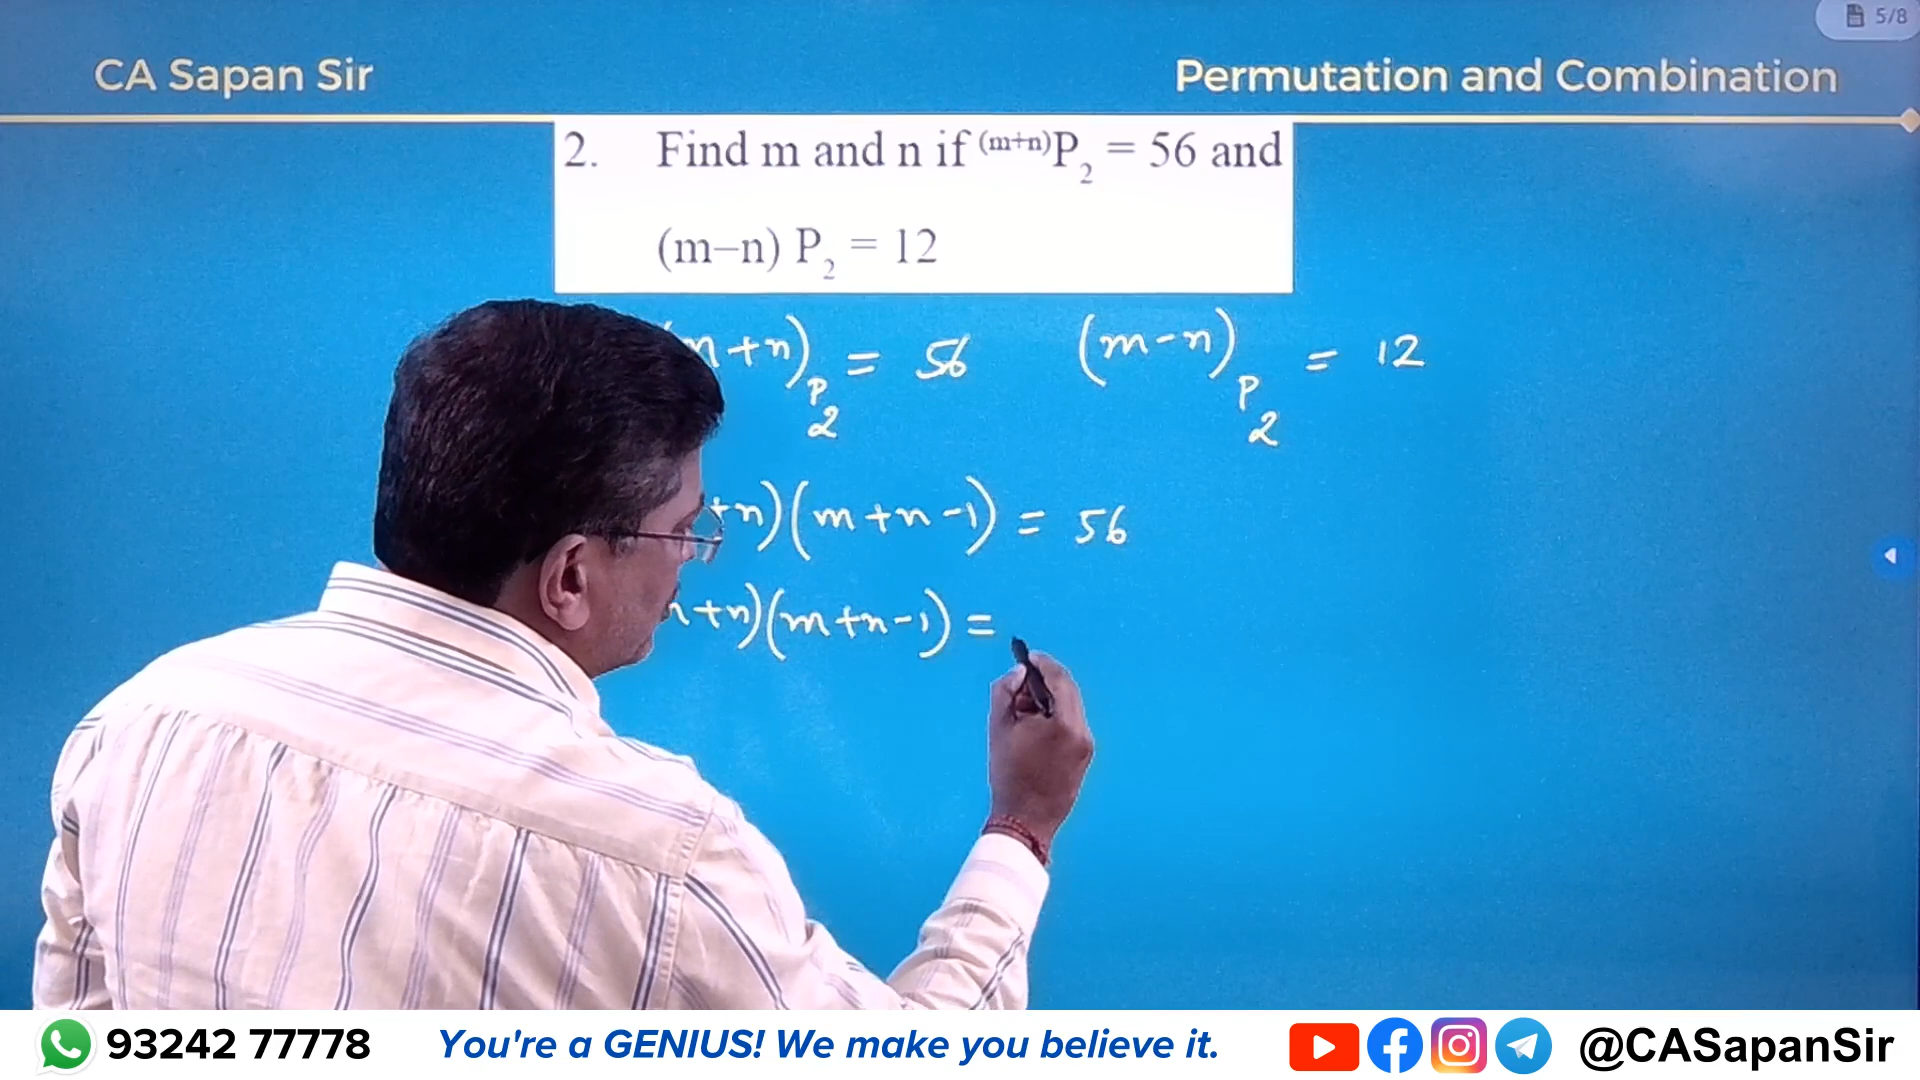 5/8
CA Sapan Sir
Permutation and Combination
2. Find m and n if ⁽ᵐ⁺ⁿ⁾P₂ = 56 and
(m–n) P₂ = 12
m+n)P₂ = 56 (m-n)P₂ = 12
+n)(m+n-1) = 56
+n)(m+n-1) =
93242 77778 You're a GENIUS! We make you believe it. @CASapanSir